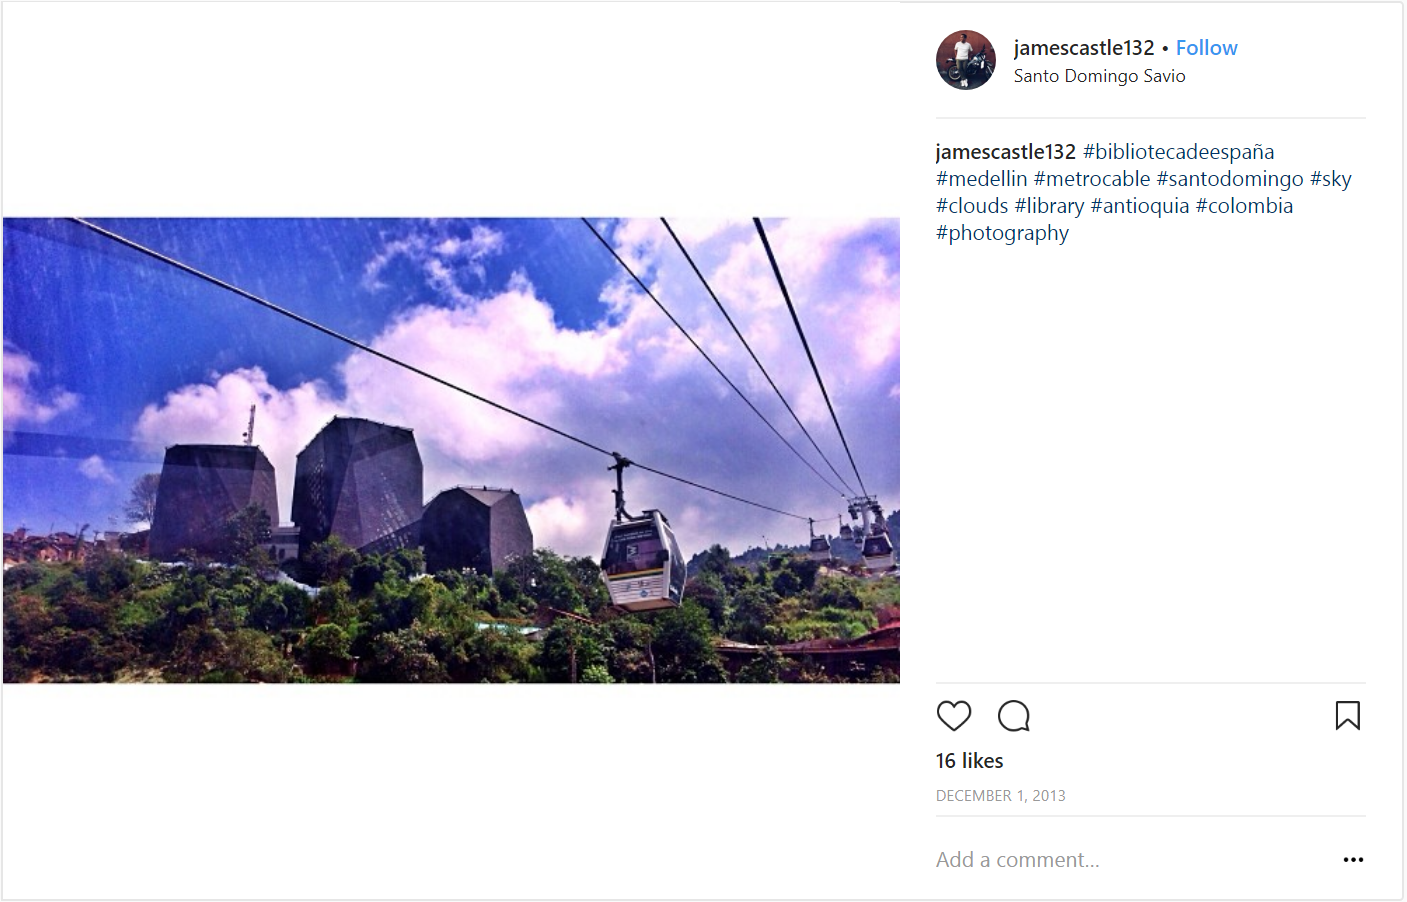 jamescastle132 • Follow
Santo Domingo Savio
jamescastle132 #bibliotecadeespaña
#medellin #metrocable #santodomingo #sky
#clouds #library #antioquia #colombia
#photography
16 likes
DECEMBER 1, 2013
Add a comment...